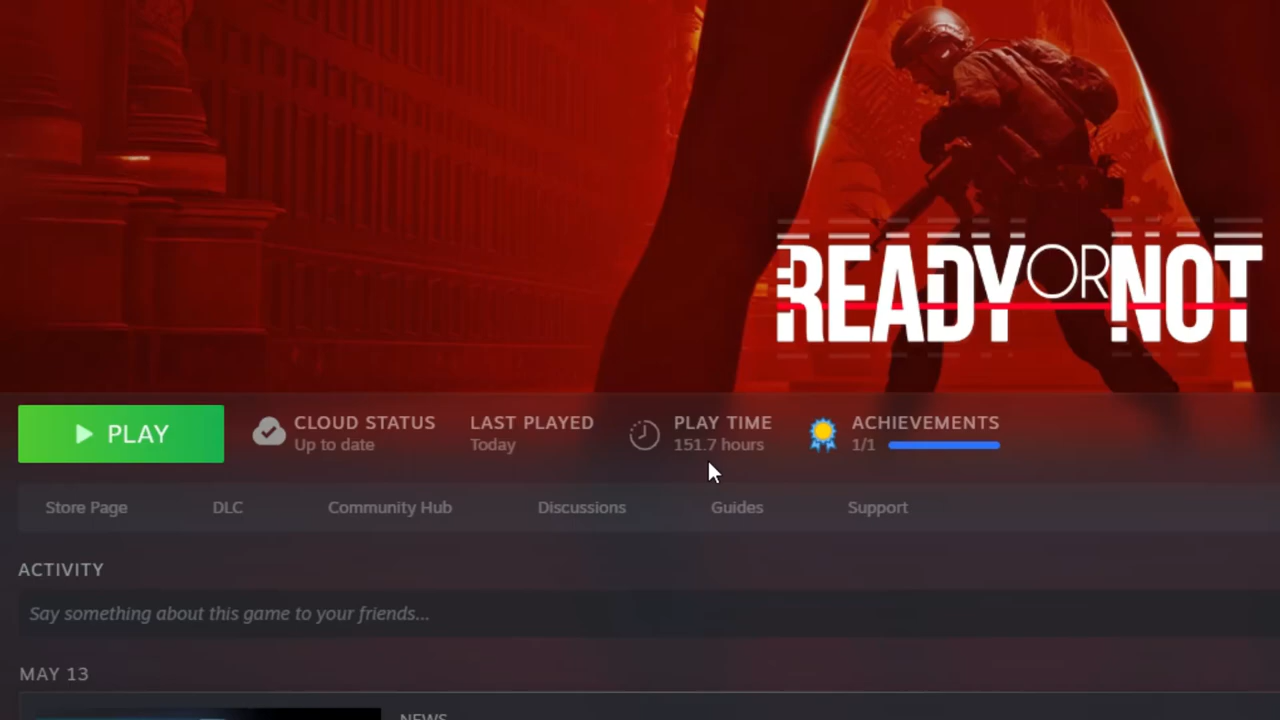 READY OR NOT
PLAY
CLOUD STATUS
Up to date
LAST PLAYED
Today
PLAY TIME
151.7 hours
ACHIEVEMENTS
1/1
Store Page
DLC
Community Hub
Discussions
Guides
Support
ACTIVITY
Say something about this game to your friends...
MAY 13
NEWS